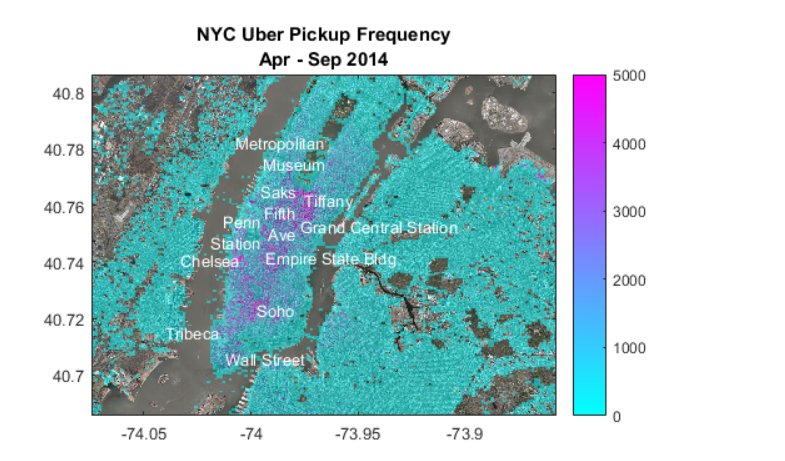 NYC Uber Pickup Frequency
Apr - Sep 2014
40.8
40.78
40.76
40.74
40.72
40.7
-74.05
-74
-73.95
-73.9
Metropolitan
Museum
Saks
Tiffany
Fifth
Penn
Grand Central Station
Ave
Station
Empire State Bldg
Chelsea
Soho
Tribeca
Wall Street
5000
4000
3000
2000
1000
0